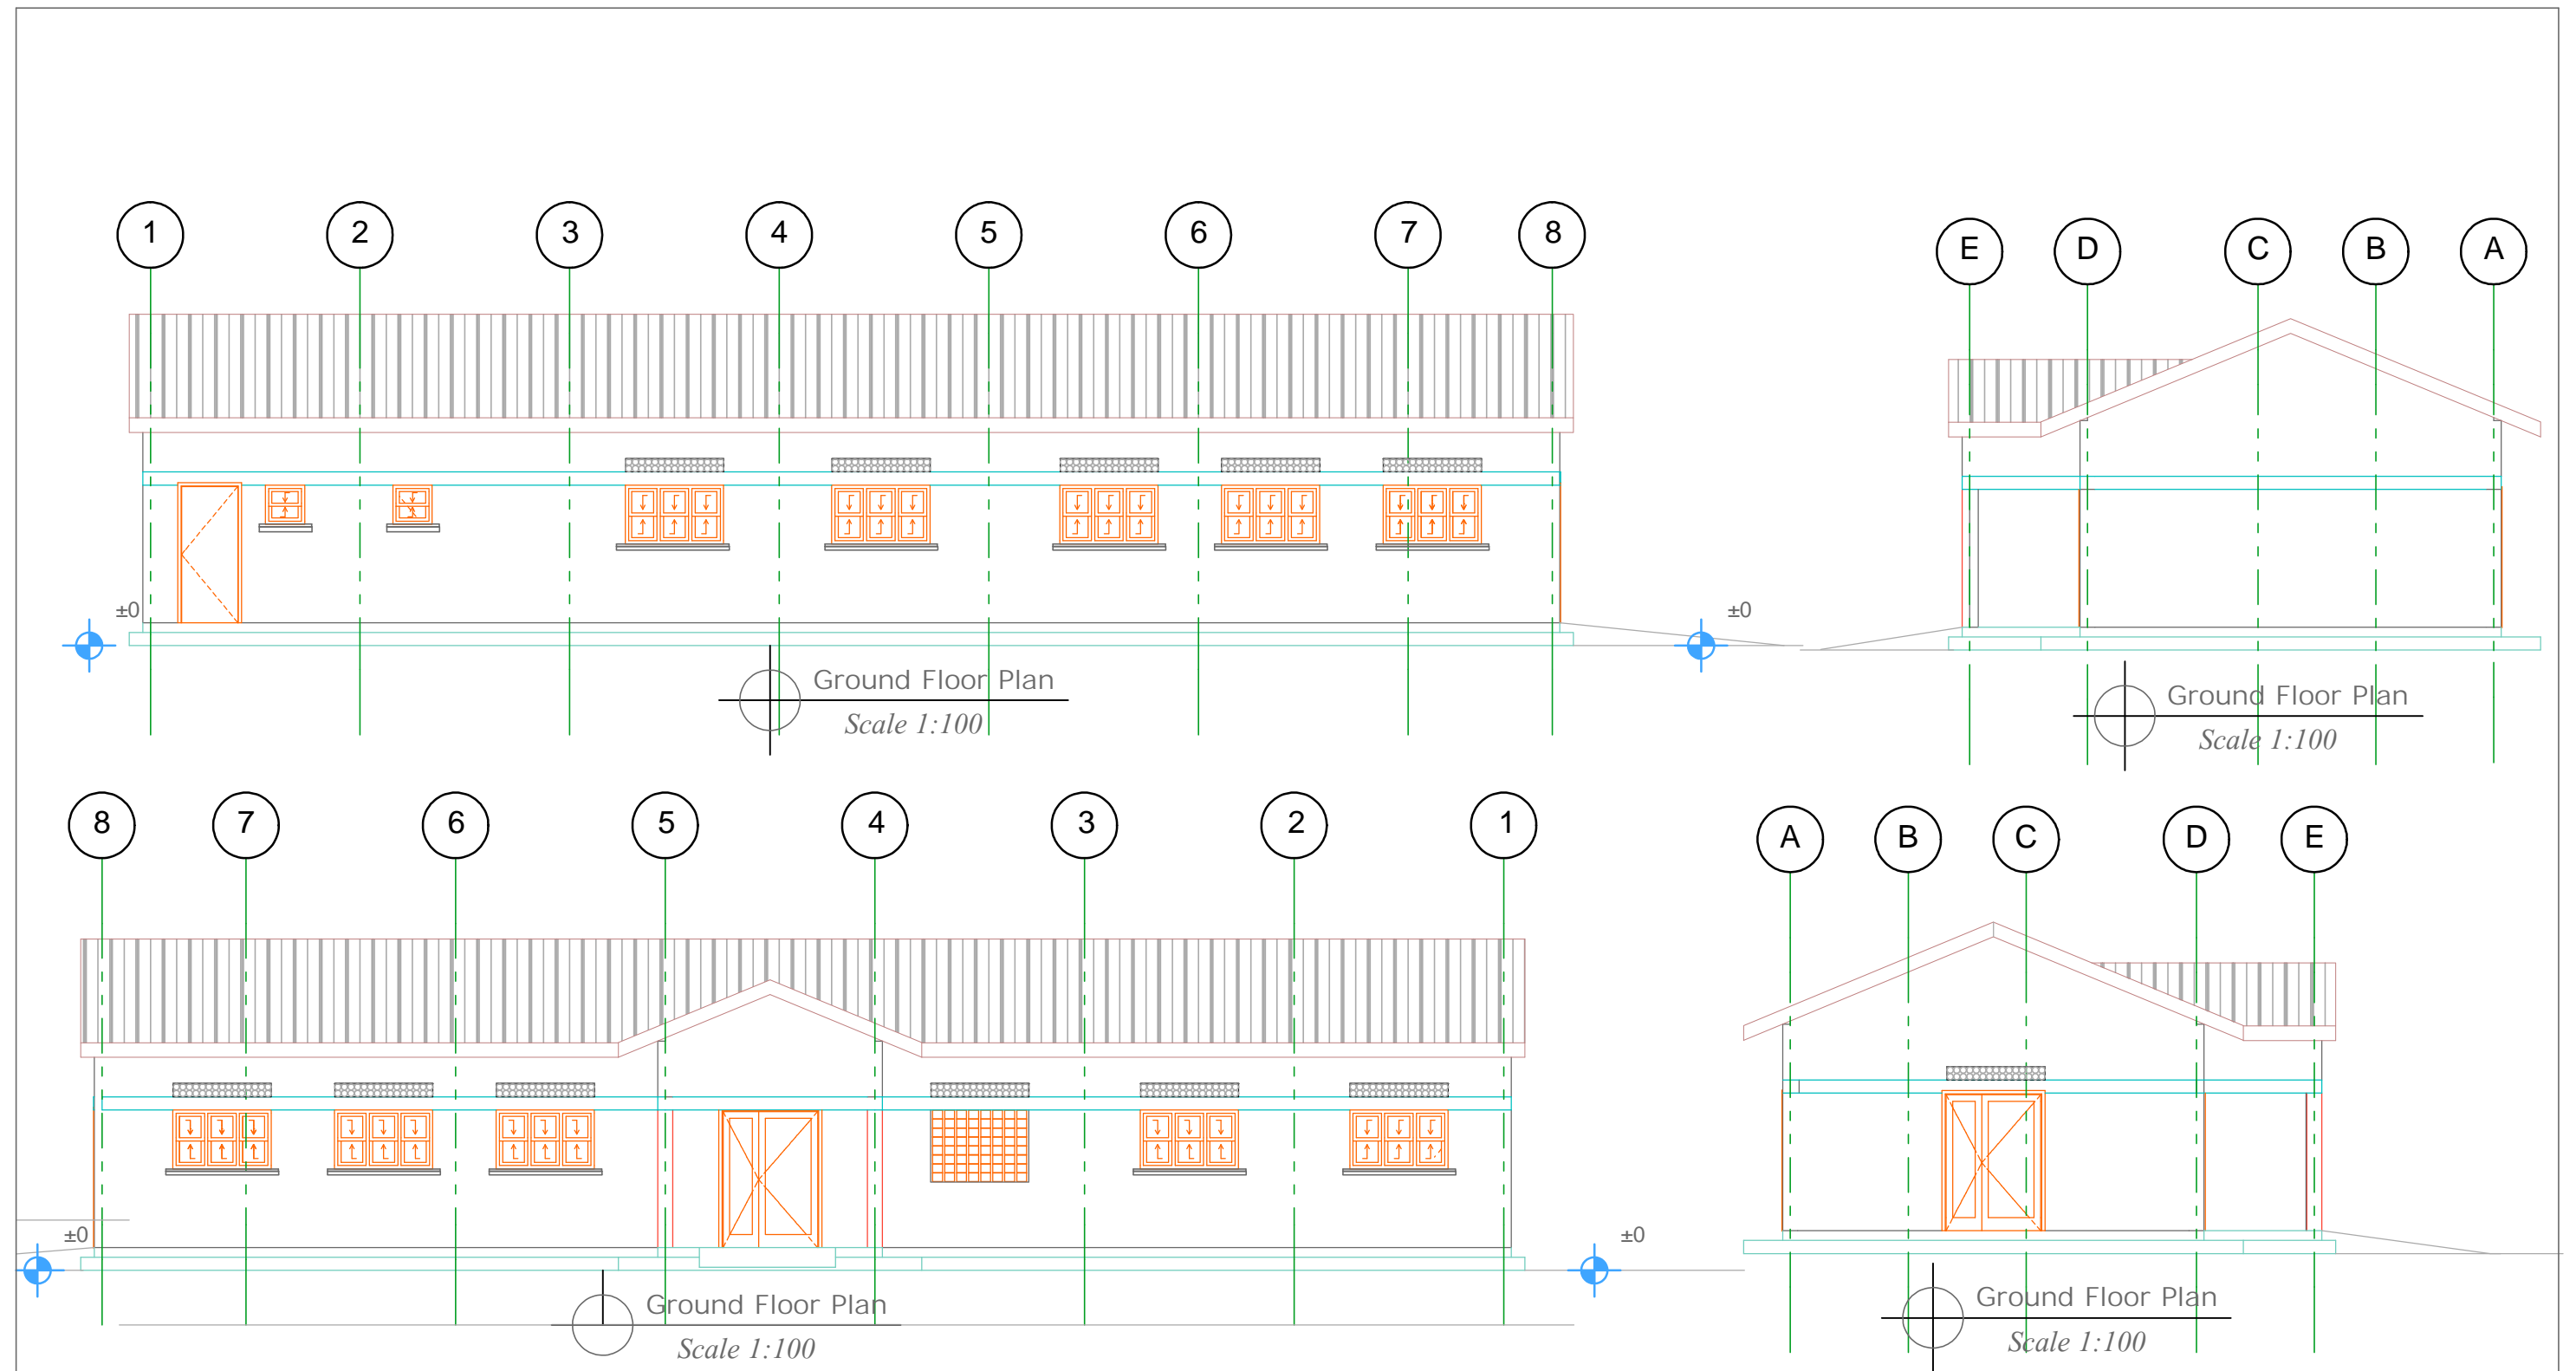 1 2 3 4 5 6 7 8
E D C B A
±0 ±0
Ground Floor Plan
Scale 1:100
Ground Floor Plan
Scale 1:100
8 7 6 5 4 3 2 1
A B C D E
±0 ±0
Ground Floor Plan
Scale 1:100
Ground Floor Plan
Scale 1:100